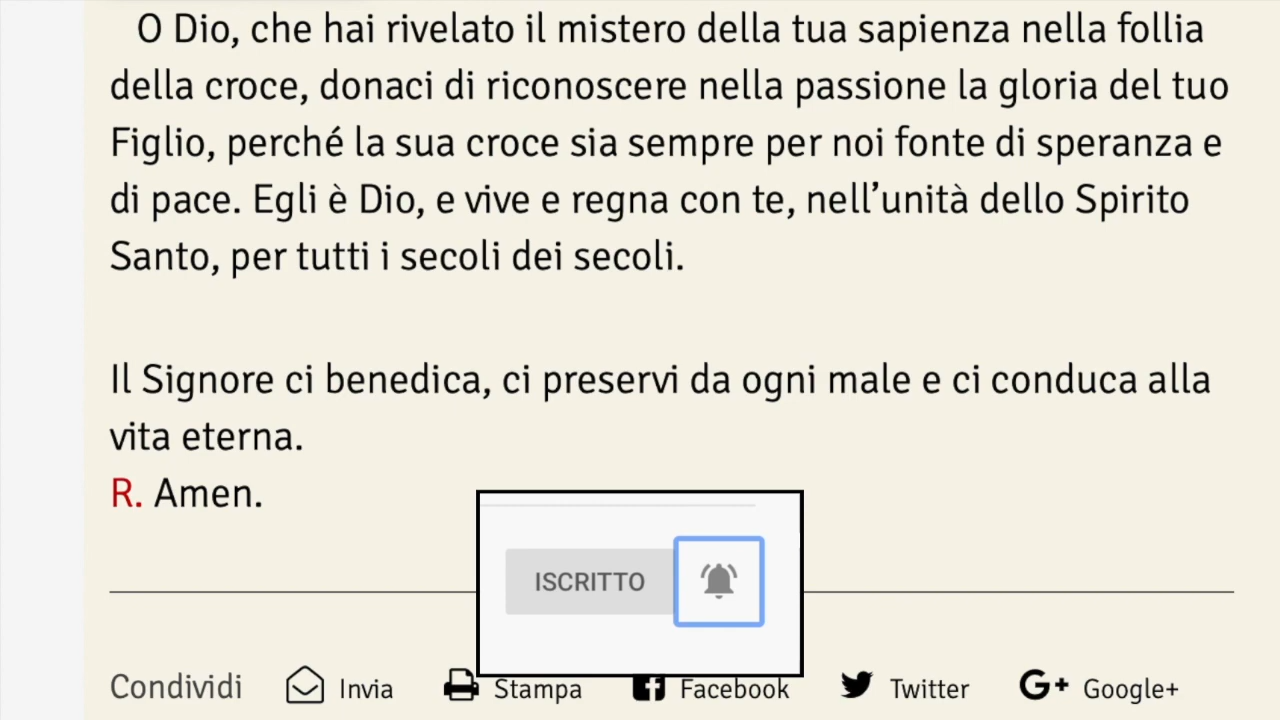 O Dio, che hai rivelato il mistero della tua sapienza nella follia
della croce, donaci di riconoscere nella passione la gloria del tuo
Figlio, perché la sua croce sia sempre per noi fonte di speranza e
di pace. Egli è Dio, e vive e regna con te, nell’unità dello Spirito
Santo, per tutti i secoli dei secoli.
Il Signore ci benedica, ci preservi da ogni male e ci conduca alla
vita eterna.
R. Amen.
ISCRITTO
Condividi Invia Stampa Facebook Twitter G+ Google+